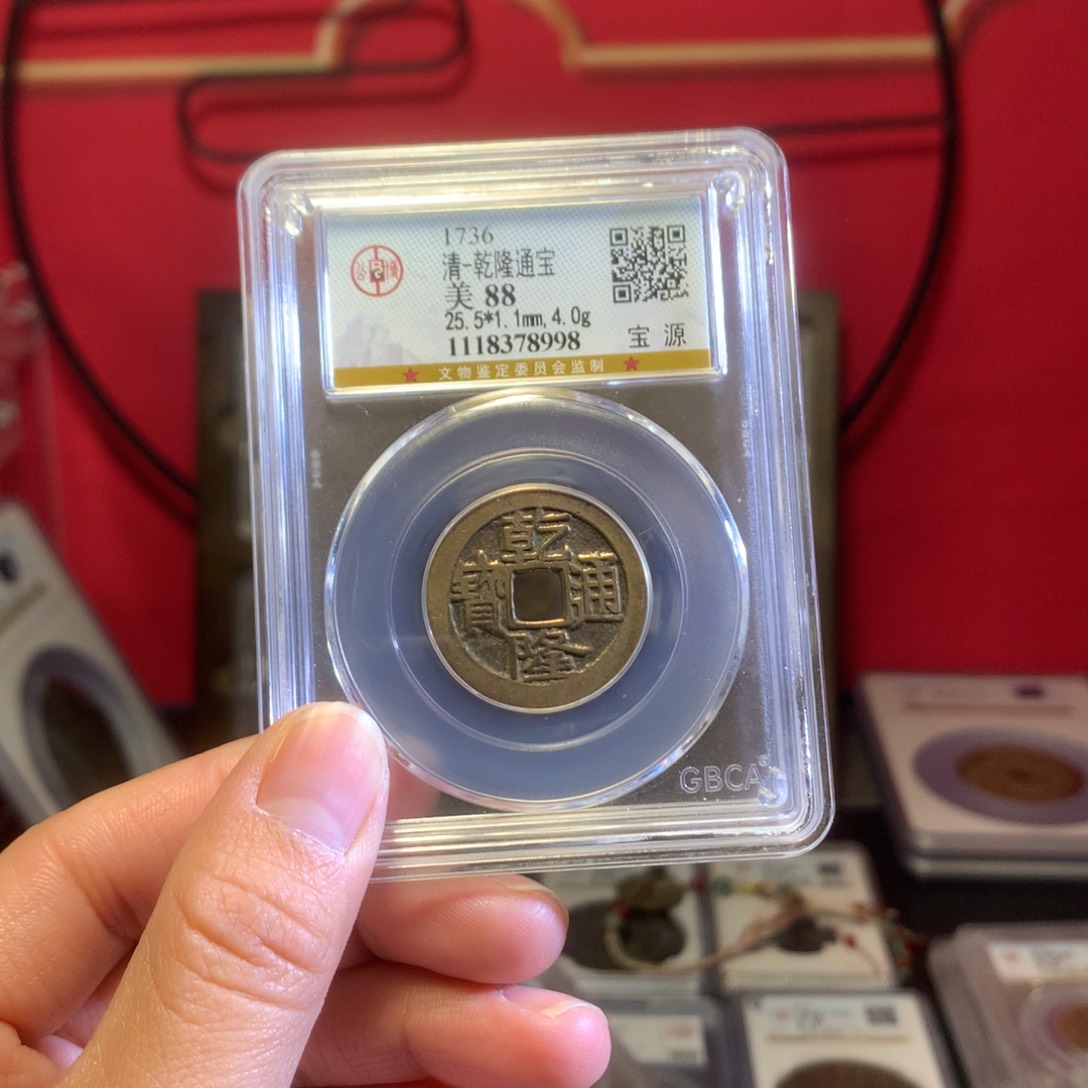 1736
清-乾隆通宝
美 88
25.5*1.1mm,4.0g
1118378998
宝 源
★ 文物鉴定委员会监制 ★
乾
寶 通
隆
GBCA